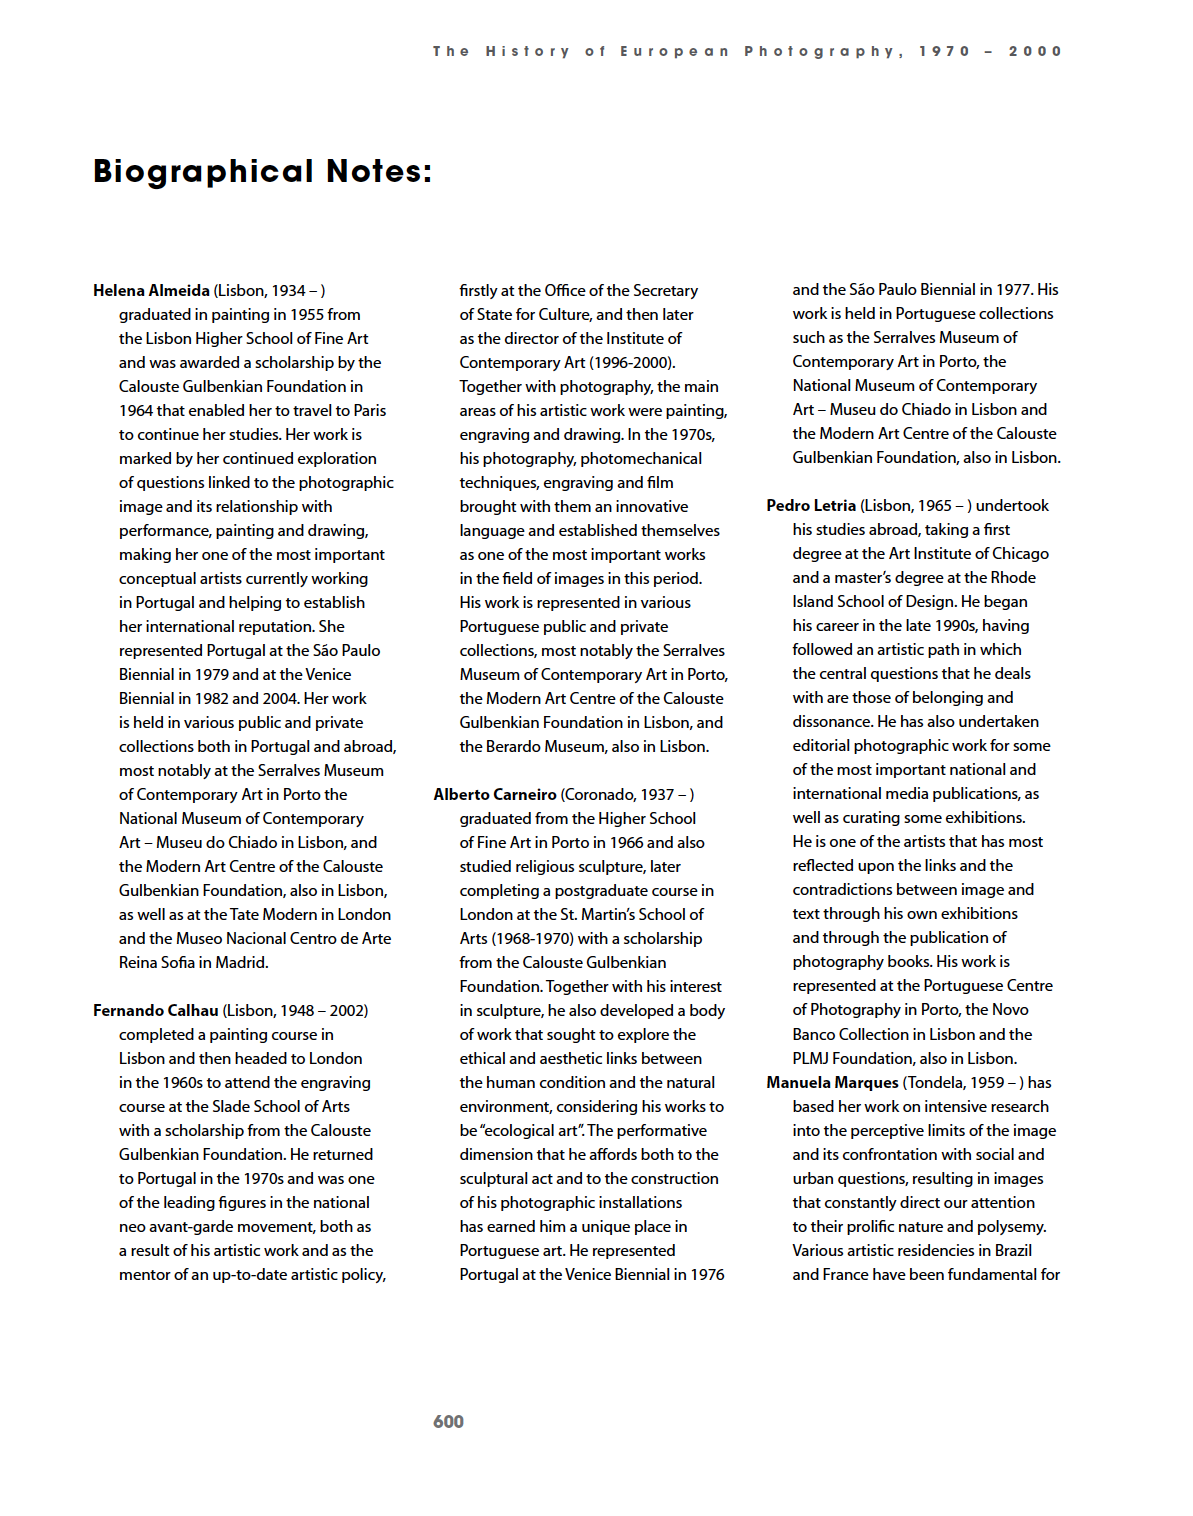 The History of European Photography, 1970 – 2000
Biographical Notes:
Helena Almeida (Lisbon, 1934 – )
graduated in painting in 1955 from
the Lisbon Higher School of Fine Art
and was awarded a scholarship by the
Calouste Gulbenkian Foundation in
1964 that enabled her to travel to Paris
to continue her studies. Her work is
marked by her continued exploration
of questions linked to the photographic
image and its relationship with
performance, painting and drawing,
making her one of the most important
conceptual artists currently working
in Portugal and helping to establish
her international reputation. She
represented Portugal at the São Paulo
Biennial in 1979 and at the Venice
Biennial in 1982 and 2004. Her work
is held in various public and private
collections both in Portugal and abroad,
most notably at the Serralves Museum
of Contemporary Art in Porto the
National Museum of Contemporary
Art – Museu do Chiado in Lisbon, and
the Modern Art Centre of the Calouste
Gulbenkian Foundation, also in Lisbon,
as well as at the Tate Modern in London
and the Museo Nacional Centro de Arte
Reina Sofia in Madrid.
Fernando Calhau (Lisbon, 1948 – 2002)
completed a painting course in
Lisbon and then headed to London
in the 1960s to attend the engraving
course at the Slade School of Arts
with a scholarship from the Calouste
Gulbenkian Foundation. He returned
to Portugal in the 1970s and was one
of the leading figures in the national
neo avant-garde movement, both as
a result of his artistic work and as the
mentor of an up-to-date artistic policy,
firstly at the Office of the Secretary
of State for Culture, and then later
as the director of the Institute of
Contemporary Art (1996-2000).
Together with photography, the main
areas of his artistic work were painting,
engraving and drawing. In the 1970s,
his photography, photomechanical
techniques, engraving and film
brought with them an innovative
language and established themselves
as one of the most important works
in the field of images in this period.
His work is represented in various
Portuguese public and private
collections, most notably the Serralves
Museum of Contemporary Art in Porto,
the Modern Art Centre of the Calouste
Gulbenkian Foundation in Lisbon, and
the Berardo Museum, also in Lisbon.
Alberto Carneiro (Coronado, 1937 – )
graduated from the Higher School
of Fine Art in Porto in 1966 and also
studied religious sculpture, later
completing a postgraduate course in
London at the St. Martin's School of
Arts (1968-1970) with a scholarship
from the Calouste Gulbenkian
Foundation. Together with his interest
in sculpture, he also developed a body
of work that sought to explore the
ethical and aesthetic links between
the human condition and the natural
environment, considering his works to
be “ecological art”. The performative
dimension that he affords both to the
sculptural act and to the construction
of his photographic installations
has earned him a unique place in
Portuguese art. He represented
Portugal at the Venice Biennial in 1976
and the São Paulo Biennial in 1977. His
work is held in Portuguese collections
such as the Serralves Museum of
Contemporary Art in Porto, the
National Museum of Contemporary
Art – Museu do Chiado in Lisbon and
the Modern Art Centre of the Calouste
Gulbenkian Foundation, also in Lisbon.
Pedro Letria (Lisbon, 1965 – ) undertook
his studies abroad, taking a first
degree at the Art Institute of Chicago
and a master's degree at the Rhode
Island School of Design. He began
his career in the late 1990s, having
followed an artistic path in which
the central questions that he deals
with are those of belonging and
dissonance. He has also undertaken
editorial photographic work for some
of the most important national and
international media publications, as
well as curating some exhibitions.
He is one of the artists that has most
reflected upon the links and the
contradictions between image and
text through his own exhibitions
and through the publication of
photography books. His work is
represented at the Portuguese Centre
of Photography in Porto, the Novo
Banco Collection in Lisbon and the
PLMJ Foundation, also in Lisbon.
Manuela Marques (Tondela, 1959 – ) has
based her work on intensive research
into the perceptive limits of the image
and its confrontation with social and
urban questions, resulting in images
that constantly direct our attention
to their prolific nature and polysemy.
Various artistic residencies in Brazil
and France have been fundamental for
600